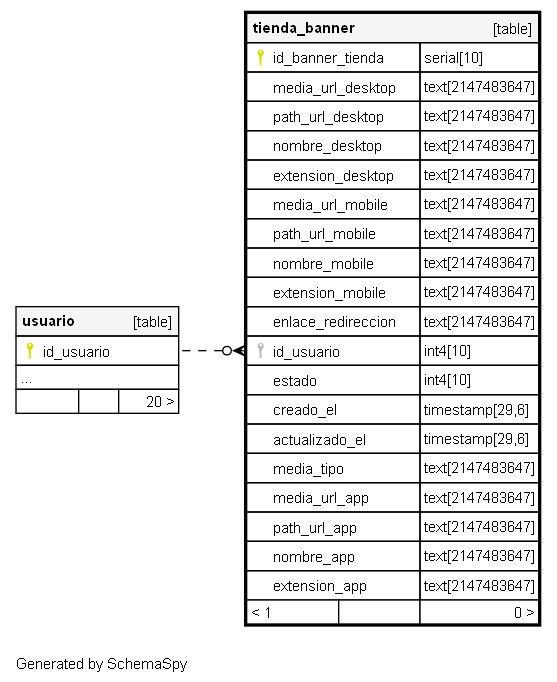 tienda_banner [table]
id_banner_tienda serial[10]
media_url_desktop text[2147483647]
path_url_desktop text[2147483647]
nombre_desktop text[2147483647]
extension_desktop text[2147483647]
media_url_mobile text[2147483647]
path_url_mobile text[2147483647]
nombre_mobile text[2147483647]
extension_mobile text[2147483647]
enlace_redireccion text[2147483647]
id_usuario int4[10]
estado int4[10]
creado_el timestamp[29,6]
actualizado_el timestamp[29,6]
media_tipo text[2147483647]
media_url_app text[2147483647]
path_url_app text[2147483647]
nombre_app text[2147483647]
extension_app text[2147483647]
< 1 0 >
usuario [table]
id_usuario
...
20 >
Generated by SchemaSpy